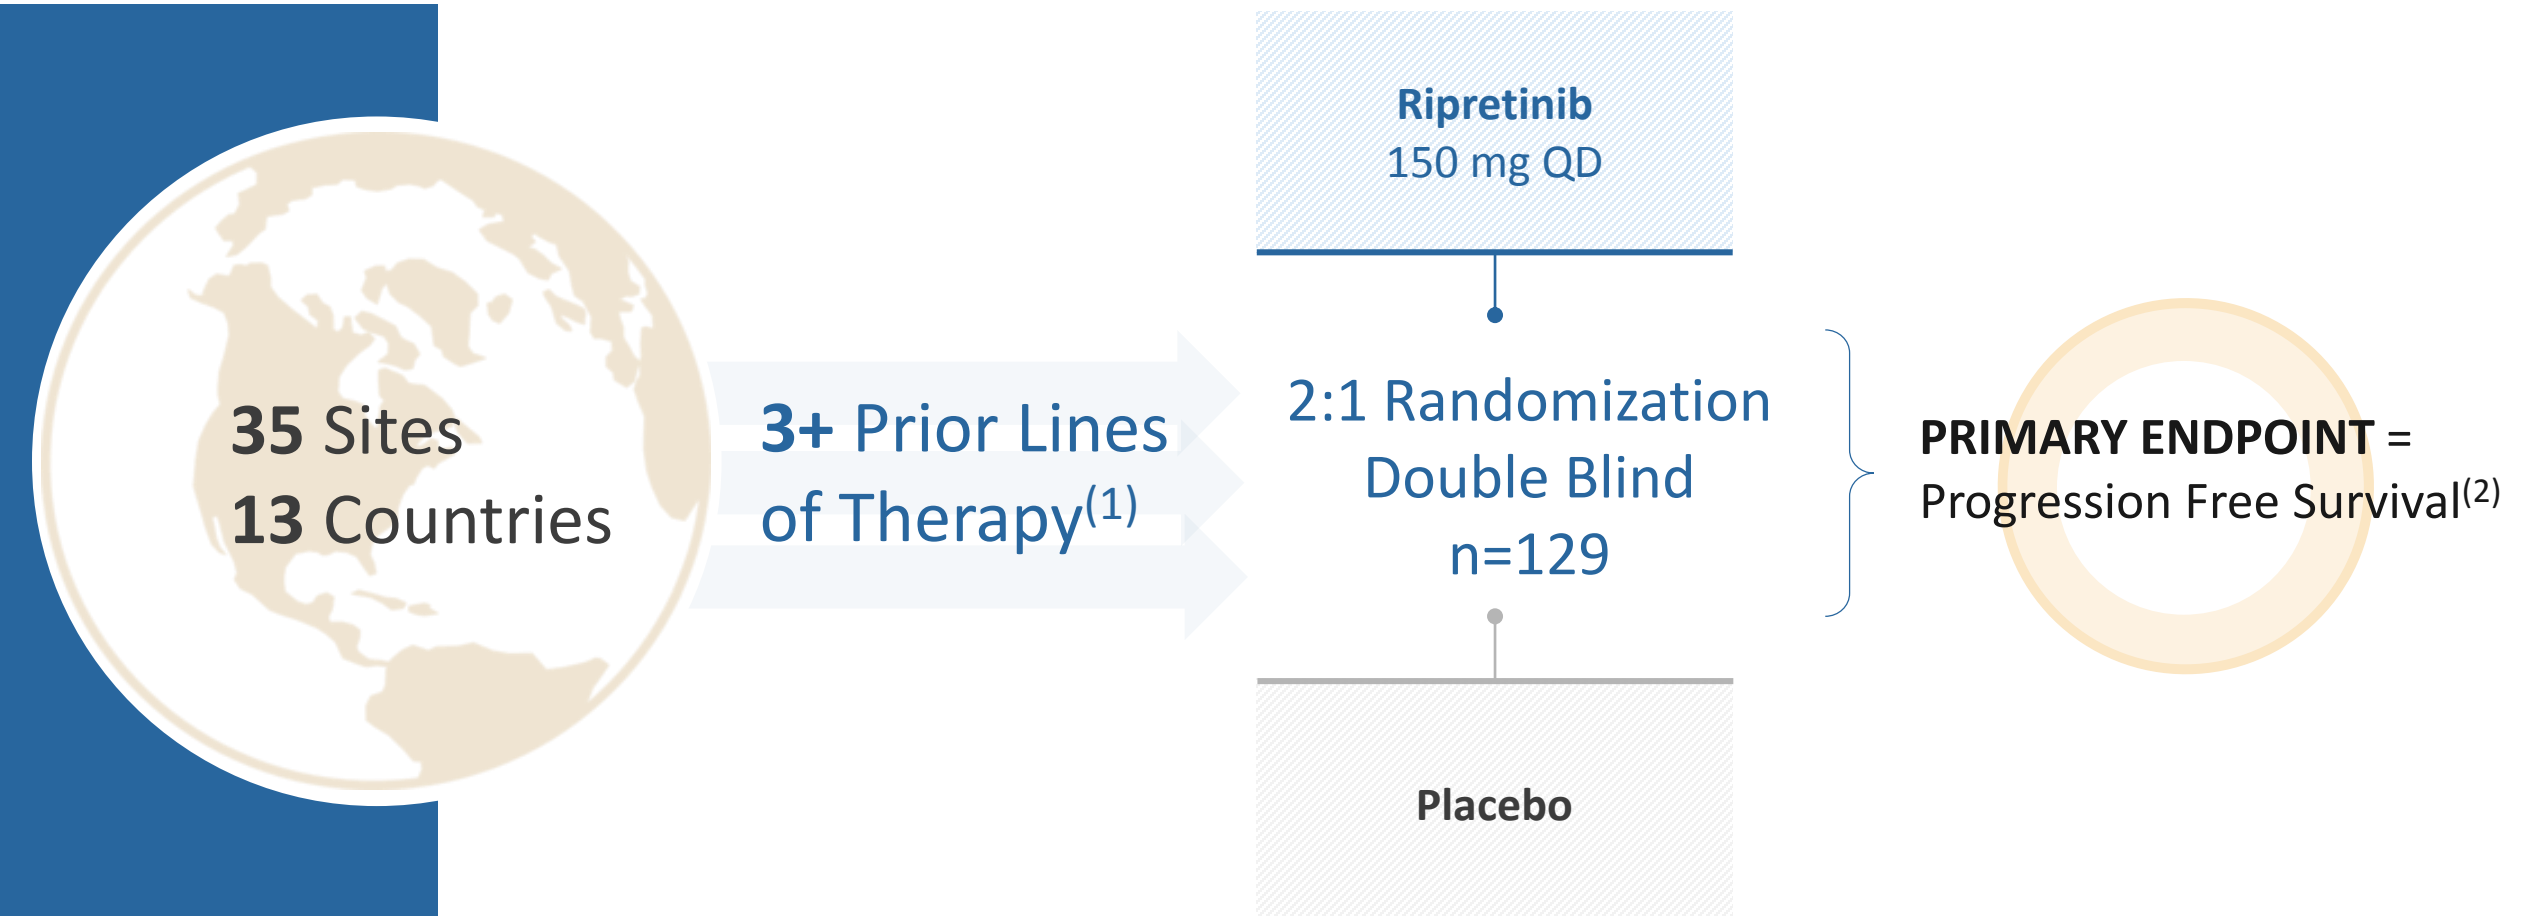 35 Sites
13 Countries
3+ Prior Lines
of Therapy(1)
Ripretinib
150 mg QD
2:1 Randomization
Double Blind
n=129
Placebo
PRIMARY ENDPOINT =
Progression Free Survival(2)